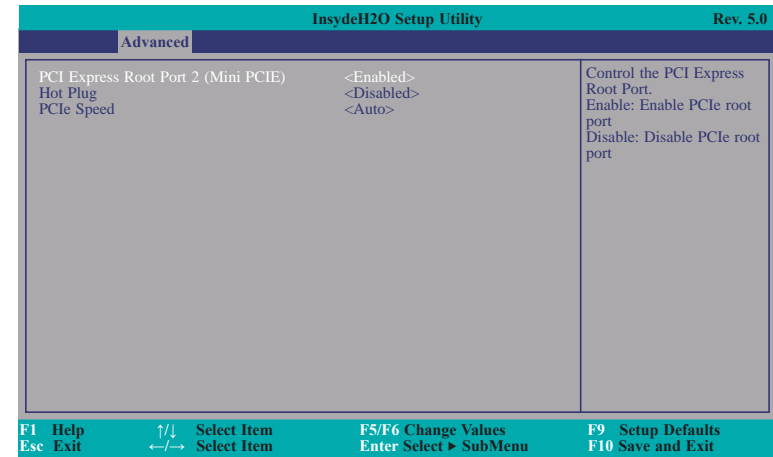 InsydeH2O Setup Utility Rev. 5.0
Advanced
PCI Express Root Port 2 (Mini PCIE) <Enabled>
Hot Plug <Disabled>
PCIe Speed <Auto>
Control the PCI Express
Root Port.
Enable: Enable PCIe root
port
Disable: Disable PCIe root
port
F1 Help ↑/↓ Select Item F5/F6 Change Values F9 Setup Defaults
Esc Exit ←/→ Select Item Enter Select ► SubMenu F10 Save and Exit